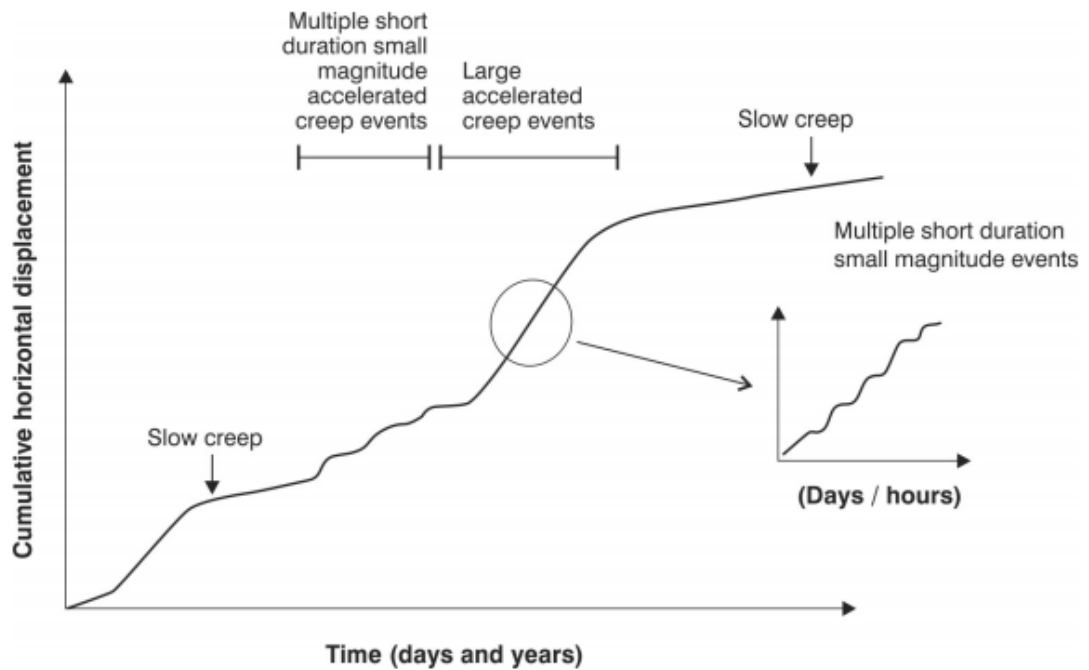 Multiple short
duration small
magnitude
accelerated
creep events
Large
accelerated
creep events
Slow creep
Multiple short duration
small magnitude events
Slow creep
(Days / hours)
Cumulative horizontal displacement
Time (days and years)